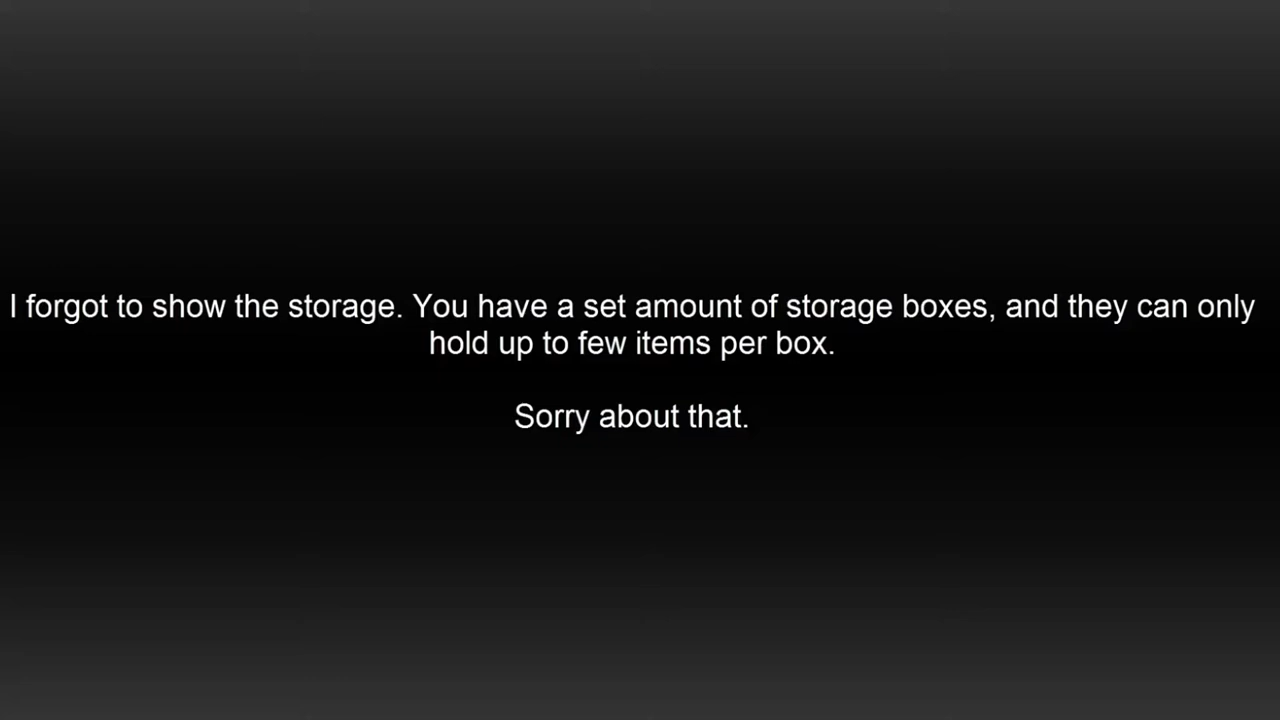 I forgot to show the storage. You have a set amount of storage boxes, and they can only
hold up to few items per box.
Sorry about that.